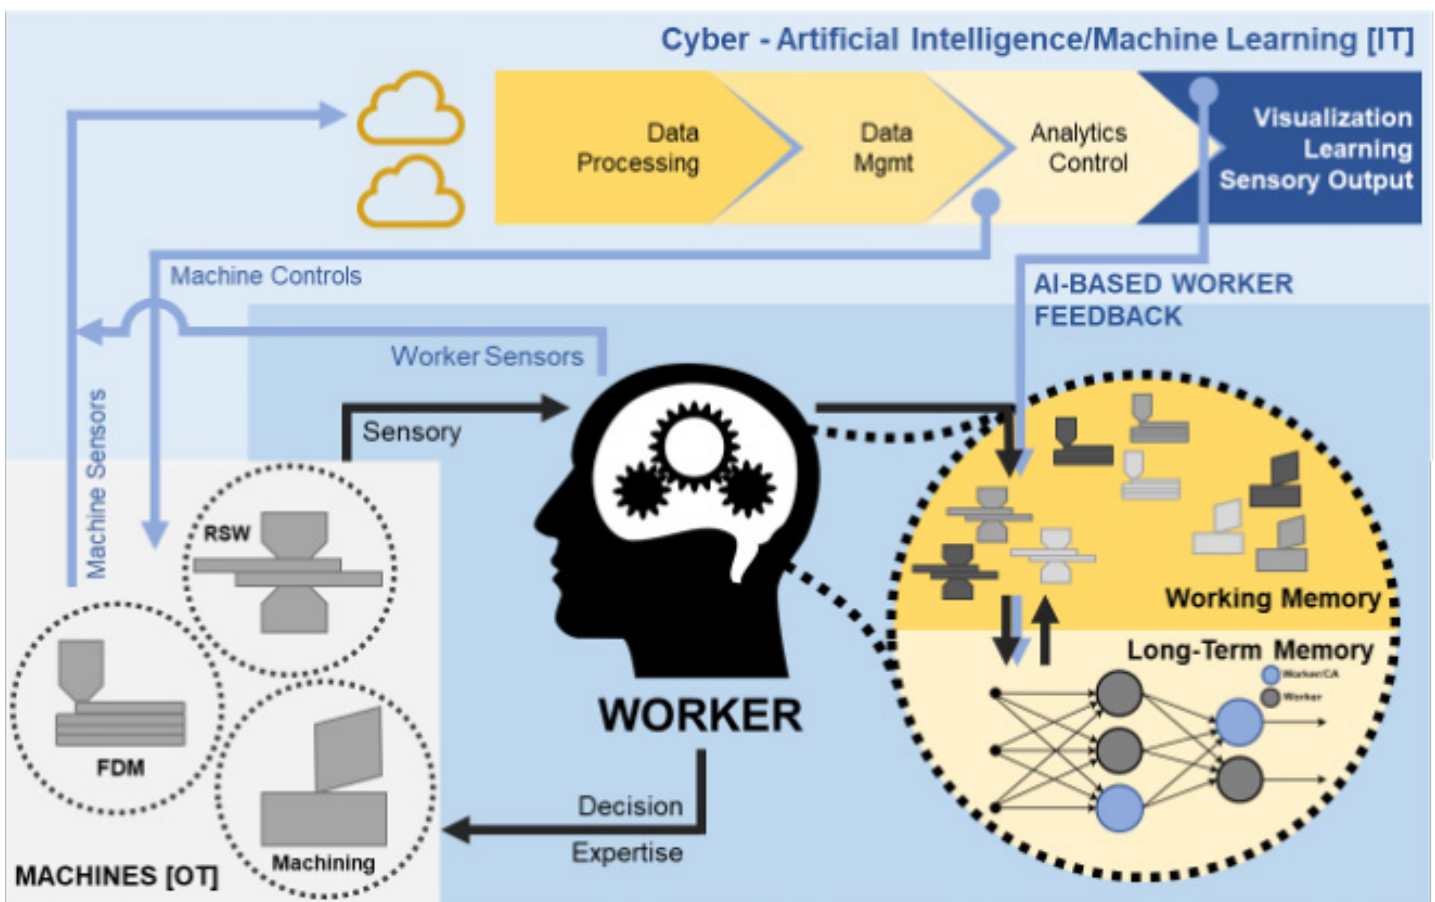 Cyber - Artificial Intelligence/Machine Learning [IT]
Data
Processing
Data
Mgmt
Analytics
Control
Visualization
Learning
Sensory Output
Machine Controls
AI-BASED WORKER
FEEDBACK
Worker Sensors
Machine Sensors
Sensory
RSW
FDM
Machining
MACHINES [OT]
WORKER
Decision
Expertise
Working Memory
Long-Term Memory
Worker/CA
Worker